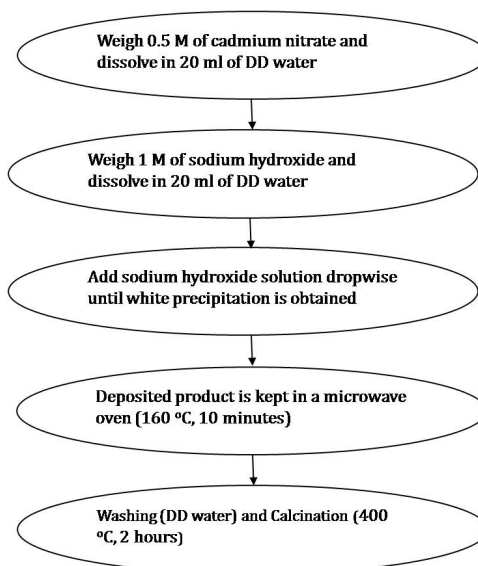 Weigh 0.5 M of cadmium nitrate and
dissolve in 20 ml of DD water
Weigh 1 M of sodium hydroxide and
dissolve in 20 ml of DD water
Add sodium hydroxide solution dropwise
until white precipitation is obtained
Deposited product is kept in a microwave
oven (160 ºC, 10 minutes)
Washing (DD water) and Calcination (400
ºC, 2 hours)